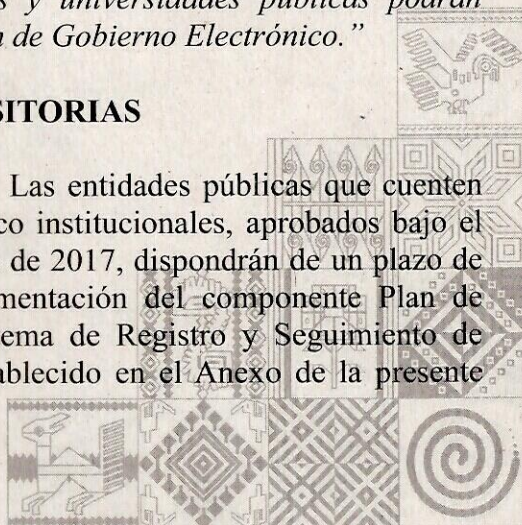 s y universidades públicas podrán
n de Gobierno Electrónico.”
SITORIAS
Las entidades públicas que cuenten
co institucionales, aprobados bajo el
de 2017, dispondrán de un plazo de
mentación del componente Plan de
ema de Registro y Seguimiento de
ablecido en el Anexo de la presente